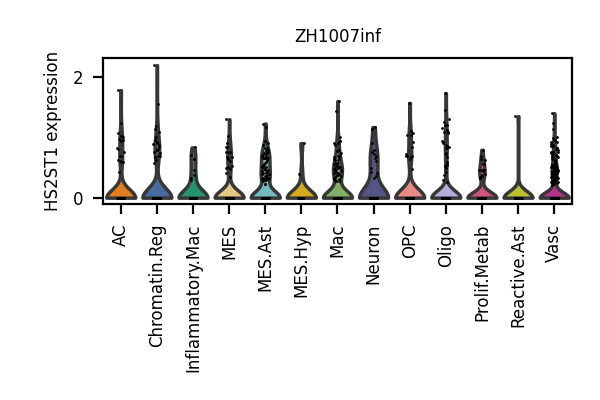 ZH1007inf
HS2ST1 expression
2
0
AC
Chromatin.Reg
Inflammatory.Mac
MES
MES.Ast
MES.Hyp
Mac
Neuron
OPC
Oligo
Prolif.Metab
Reactive.Ast
Vasc